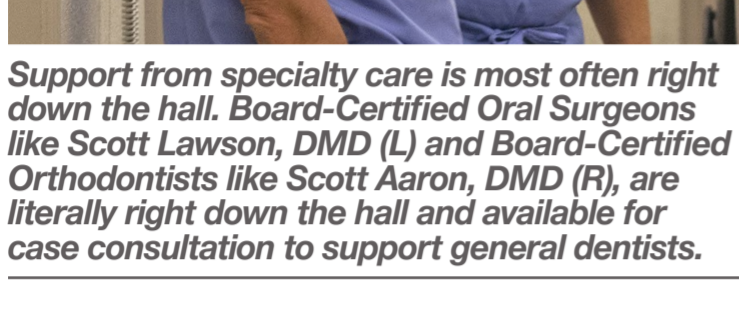 Support from specialty care is most often right
down the hall. Board-Certified Oral Surgeons
like Scott Lawson, DMD (L) and Board-Certified
Orthodontists like Scott Aaron, DMD (R), are
literally right down the hall and available for
case consultation to support general dentists.